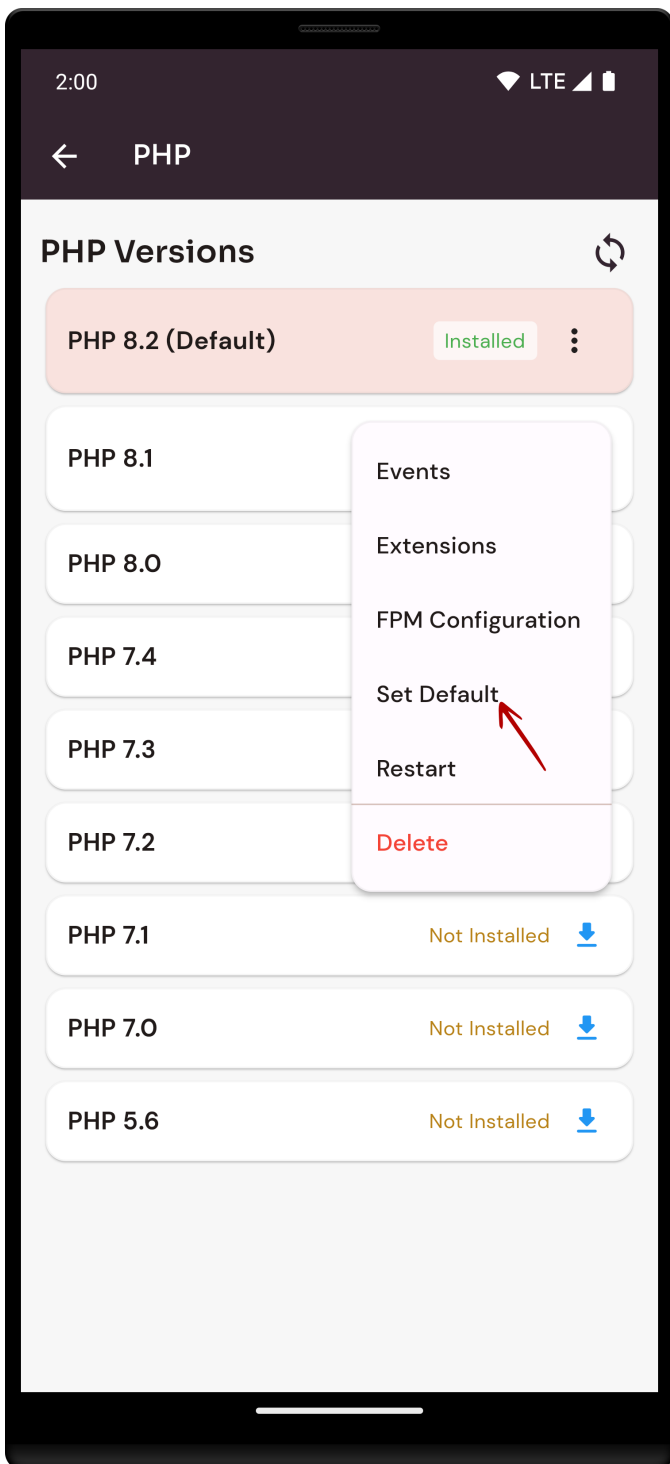 2:00 LTE
PHP
PHP Versions
PHP 8.2 (Default) Installed
PHP 8.1
Events
Extensions
PHP 8.0
FPM Configuration
PHP 7.4
Set Default
PHP 7.3
Restart
PHP 7.2
Delete
PHP 7.1 Not Installed
PHP 7.0 Not Installed
PHP 5.6 Not Installed